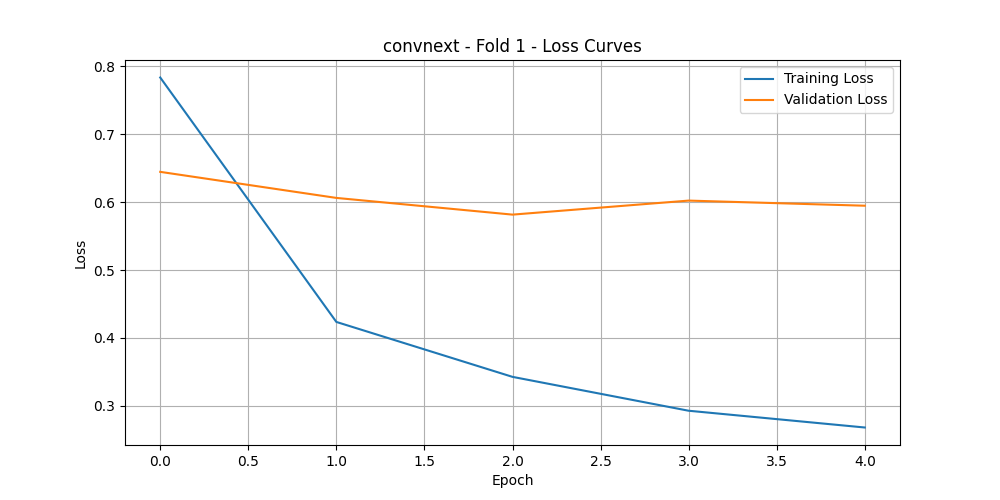 convnext - Fold 1 - Loss Curves
Training Loss
Validation Loss
Loss
0.8
0.7
0.6
0.5
0.4
0.3
0.0 0.5 1.0 1.5 2.0 2.5 3.0 3.5 4.0
Epoch